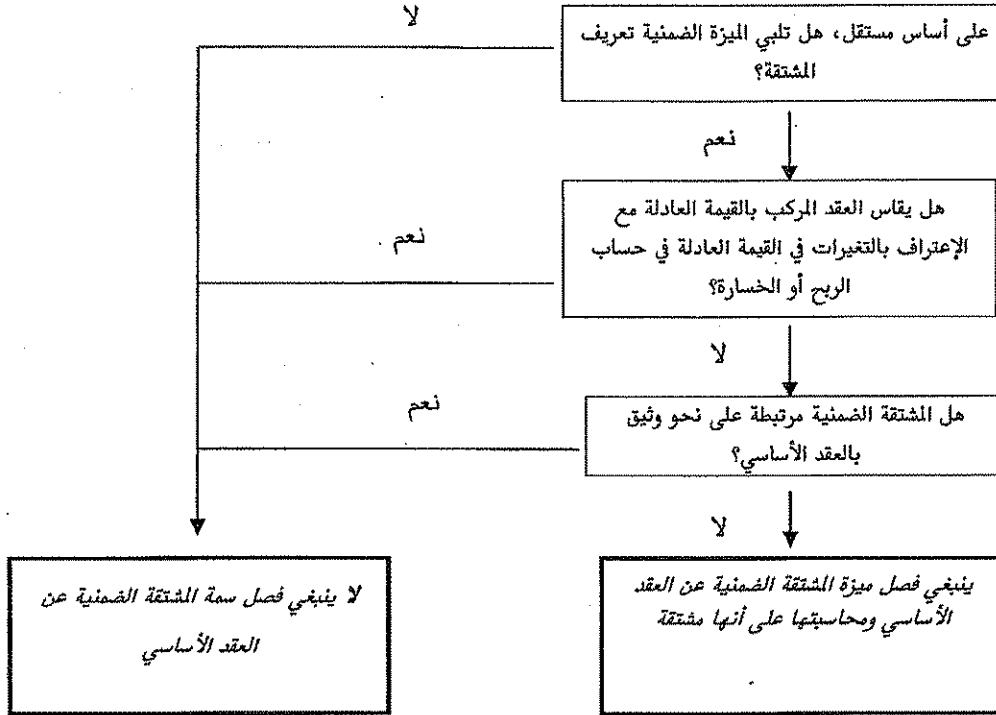 لا
على أساس مستقل، هل تلبي الميزة الضمنية تعريف
المشتقة؟
نعم
هل يقاس العقد المركب بالقيمة العادلة مع
الإعتراف بالتغيرات في القيمة العادلة في حساب
الربح أو الخسارة؟
نعم
لا
هل المشتقة الضمنية مرتبطة على نحو وثيق
بالعقد الأساسي؟
نعم
لا
ينبغي فصل ميزة المشتقة الضمنية عن العقد
الأساسي ومحاسبتها على أنها مشتقة
لا ينبغي فصل سمة المشتقة الضمنية عن
العقد الأساسي